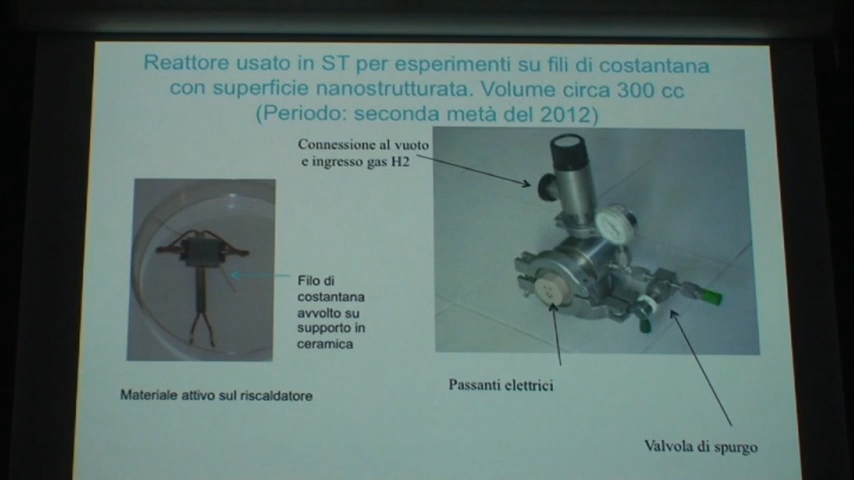 Reattore usato in ST per esperimenti su fili di costantana
con superficie nanostrutturata. Volume circa 300 cc
(Periodo: seconda metà del 2012)
Connessione al vuoto
e ingresso gas H2
Filo di
costantana
avvolto su
supporto in
ceramica
Materiale attivo sul riscaldatore
Passanti elettrici
Valvola di spurgo